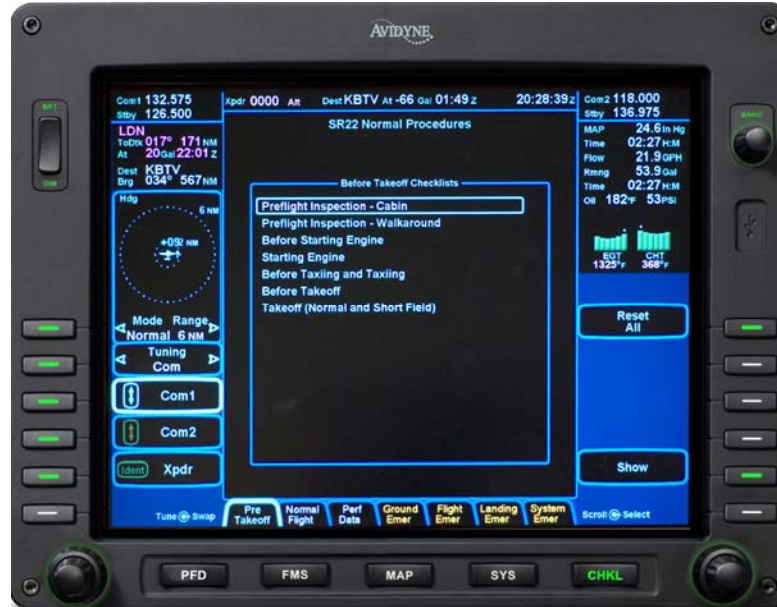 AVIDYNE
BRT
DIM
BARO
Com1 132.575
Stby 126.500
Xpdr 0000 Alt Dest KBTV At -66 Gal 01:49 z 20:28:39 z
Com2 118.000
Stby 136.975
LDN
ToDtk 017° 171 NM
At 20 Gal 22:01 z
Dest KBTV
Brg 034° 567 NM
Hdg
6 NM
+09
NM
Mode Range
Normal 6 NM
Tuning
Com
Com1
Com2
Ident Xpdr
Tune Swap
SR22 Normal Procedures
Before Takeoff Checklists
Preflight Inspection - Cabin
Preflight Inspection - Walkaround
Before Starting Engine
Starting Engine
Before Taxiing and Taxiing
Before Takeoff
Takeoff (Normal and Short Field)
MAP 24.6 In Hg
Time 02:27 H:M
Flow 21.9 GPH
Rmng 53.9 Gal
Time 02:27 H:M
Oil 182°F 53 PSI
EGT CHT
1325°F 368°F
Reset
All
Show
Scroll Select
Pre Takeoff
Normal Flight
Perf Data
Ground Emer
Flight Emer
Landing Emer
System Emer
PFD FMS MAP SYS CHKL